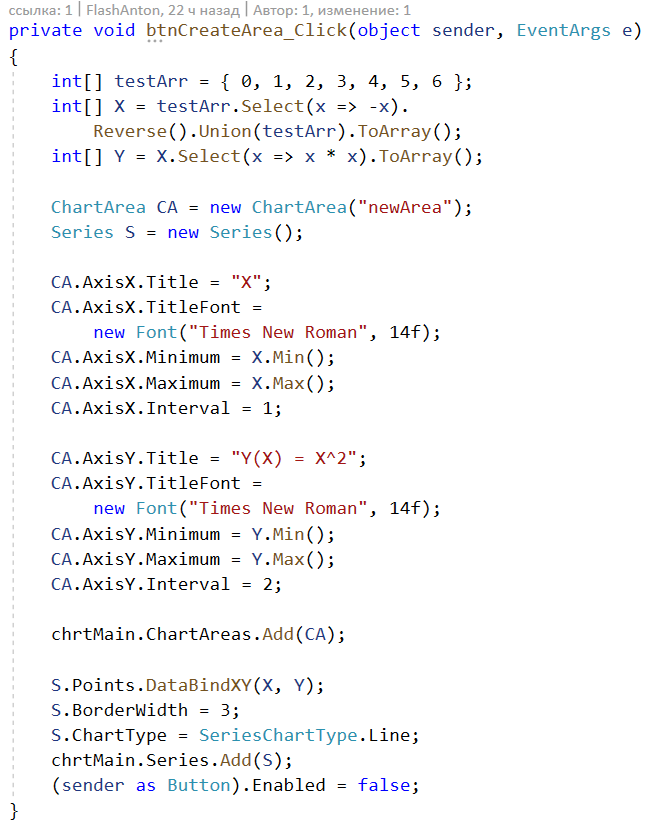 ссылка: 1 | FlashAnton, 22 ч назад | Автор: 1, изменение: 1
private void btnCreateArea_Click(object sender, EventArgs e)
{
    int[] testArr = { 0, 1, 2, 3, 4, 5, 6 };
    int[] X = testArr.Select(x => -x).
        Reverse().Union(testArr).ToArray();
    int[] Y = X.Select(x => x * x).ToArray();

    ChartArea CA = new ChartArea("newArea");
    Series S = new Series();

    CA.AxisX.Title = "X";
    CA.AxisX.TitleFont =
        new Font("Times New Roman", 14f);
    CA.AxisX.Minimum = X.Min();
    CA.AxisX.Maximum = X.Max();
    CA.AxisX.Interval = 1;

    CA.AxisY.Title = "Y(X) = X^2";
    CA.AxisY.TitleFont =
        new Font("Times New Roman", 14f);
    CA.AxisY.Minimum = Y.Min();
    CA.AxisY.Maximum = Y.Max();
    CA.AxisY.Interval = 2;

    chrtMain.ChartAreas.Add(CA);

    S.Points.DataBindXY(X, Y);
    S.BorderWidth = 3;
    S.ChartType = SeriesChartType.Line;
    chrtMain.Series.Add(S);
    (sender as Button).Enabled = false;
}